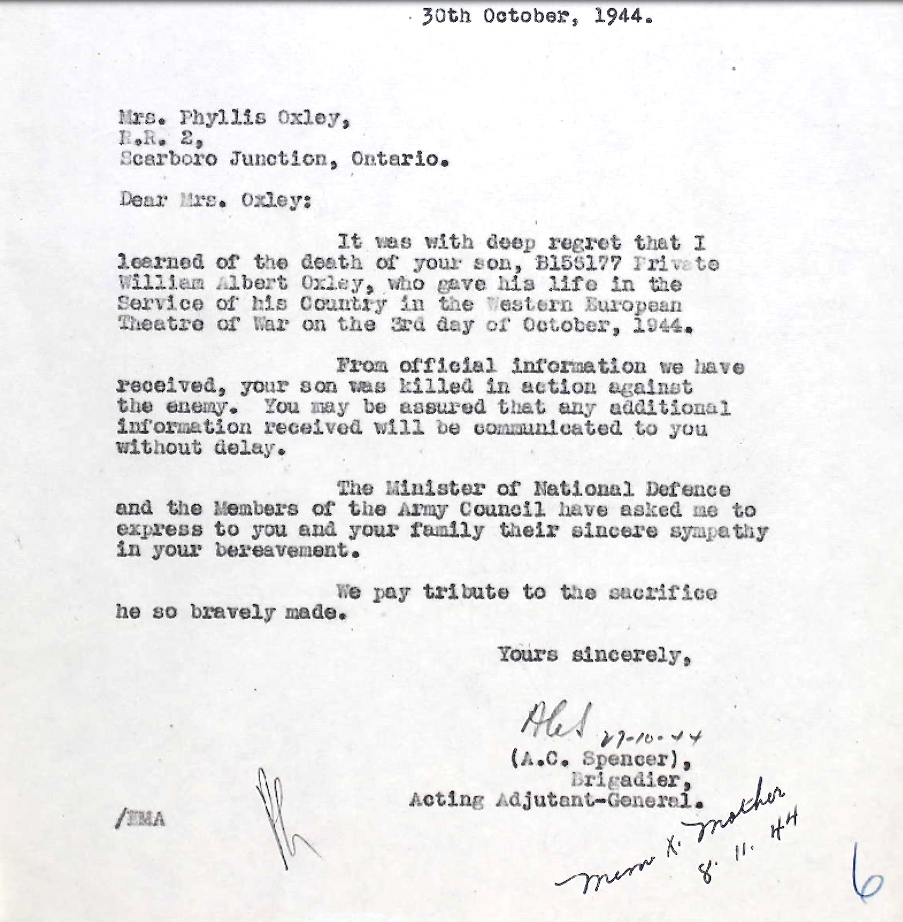 30th October, 1944.
Mrs. Phyllis Oxley,
R.R. 2,
Scarboro Junction, Ontario.
Dear Mrs. Oxley:
It was with deep regret that I
learned of the death of your son, B156177 Private
William Albert Oxley, who gave his life in the
Service of his Country in the Western European
Theatre of War on the 3rd day of October, 1944.
From official information we have
received, your son was killed in action against
the enemy. You may be assured that any additional
information received will be communicated to you
without delay.
The Minister of National Defence
and the Members of the Army Council have asked me to
express to you and your family their sincere sympathy
in your bereavement.
We pay tribute to the sacrifice
he so bravely made.
Yours sincerely,
27-10-44
(A.C. Spencer),
Brigadier,
Acting Adjutant-General.
/EMA
Mem X. Mother
8. 11. 44
6